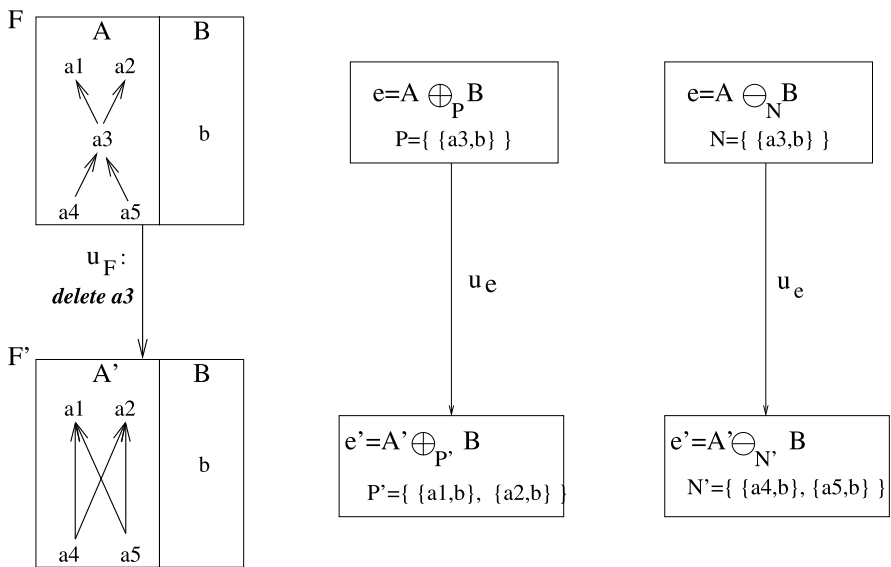 F
A B
a1 a2
a3 b
a4 a5
u_F:
delete a3
F'
A' B
a1 a2
b
a4 a5
e=A ⊕_P B
P={ {a3,b} }
u_e
e'=A' ⊕_P' B
P'={ {a1,b}, {a2,b} }
e=A ⊖_N B
N={ {a3,b} }
u_e
e'=A' ⊖_N' B
N'={ {a4,b}, {a5,b} }